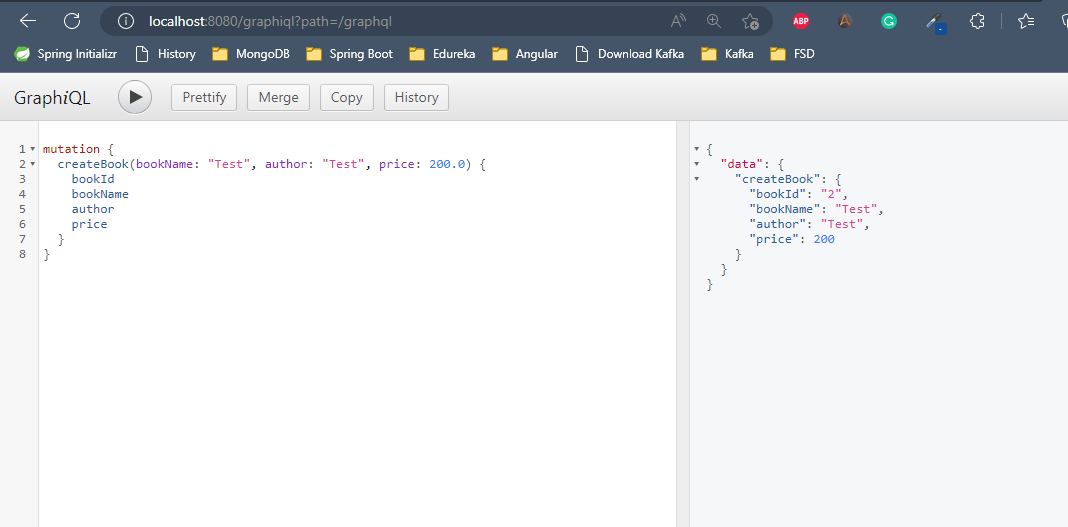 localhost:8080/graphiql?path=/graphql
A ABP A G
Spring Initializr History MongoDB Spring Boot Edureka Angular Download Kafka Kafka FSD
GraphiQL Prettify Merge Copy History
1 mutation {
2 createBook(bookName: "Test", author: "Test", price: 200.0) {
3 bookId
4 bookName
5 author
6 price
7 }
8 }
{
"data": {
"createBook": {
"bookId": "2",
"bookName": "Test",
"author": "Test",
"price": 200
}
}
}